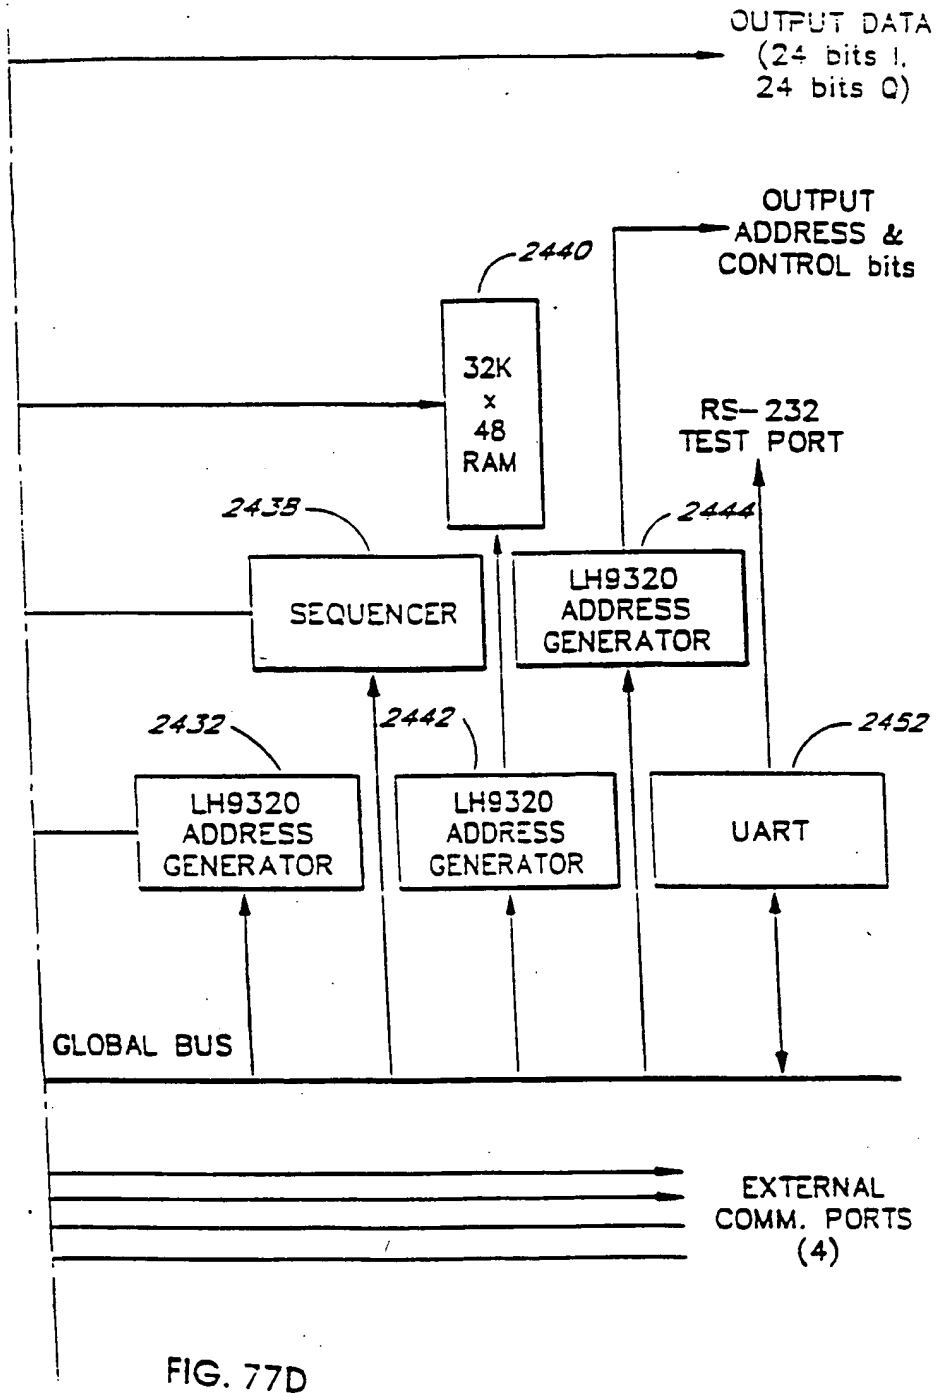 OUTPUT DATA
(24 bits I,
24 bits Q)
OUTPUT
ADDRESS &
CONTROL bits
2440
32K
x
48
RAM
RS-232
TEST PORT
2438
2444
SEQUENCER
LH9320
ADDRESS
GENERATOR
2432
2442
2452
LH9320
ADDRESS
GENERATOR
LH9320
ADDRESS
GENERATOR
UART
GLOBAL BUS
EXTERNAL
COMM. PORTS
(4)
FIG. 77D